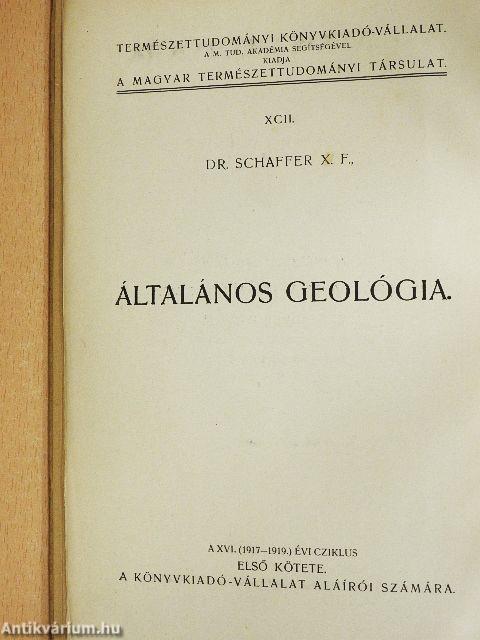 TERMÉSZETTUDOMÁNYI KÖNYVKIADÓ-VÁLLALAT.
A M. TUD. AKADÉMIA SEGÍTSÉGÉVEL
KIADJA
A MAGYAR TERMÉSZETTUDOMÁNYI TÁRSULAT.
XCII.
DR. SCHAFFER X. F.,
ÁLTALÁNOS GEOLÓGIA.
A XVI. (1917—1919.) ÉVI CZIKLUS
ELSŐ KÖTETE.
A KÖNYVKIADÓ-VÁLLALAT ALÁÍRÓI SZÁMÁRA.
Antikvárium.hu